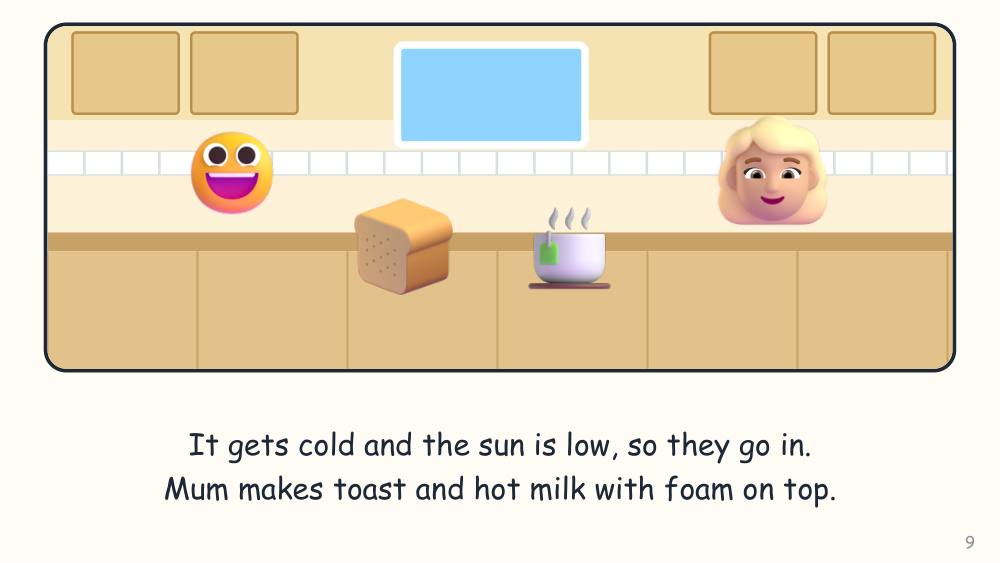 It gets cold and the sun is low, so they go in.
Mum makes toast and hot milk with foam on top.
9